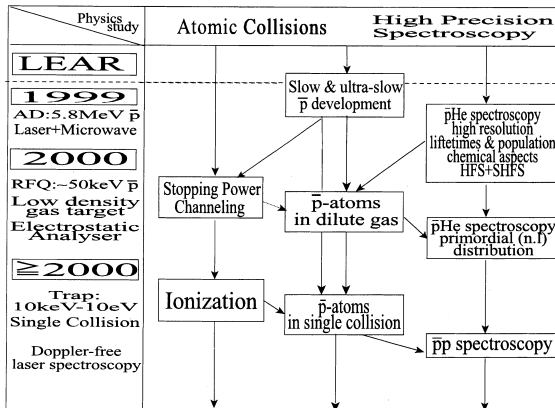 Physics
study
Atomic Collisions
High Precision
Spectroscopy
LEAR
1999
AD:5.8MeV p̄
Laser+Microwave
2000
RFQ:~50keV p̄
Low density
gas target
Electrostatic
Analyser
≧2000
Trap:
10keV-10eV
Single Collision
Doppler-free
laser spectroscopy
Slow & ultra-slow
p̄ development
Stopping Power
Channeling
p̄-atoms
in dilute gas
Ionization
p̄-atoms
in single collision
p̄He spectroscopy
high resolution
liftetimes & population
chemical aspects
HFS+SHFS
p̄He spectroscopy
primordial (n.l)
distribution
p̄p spectroscopy